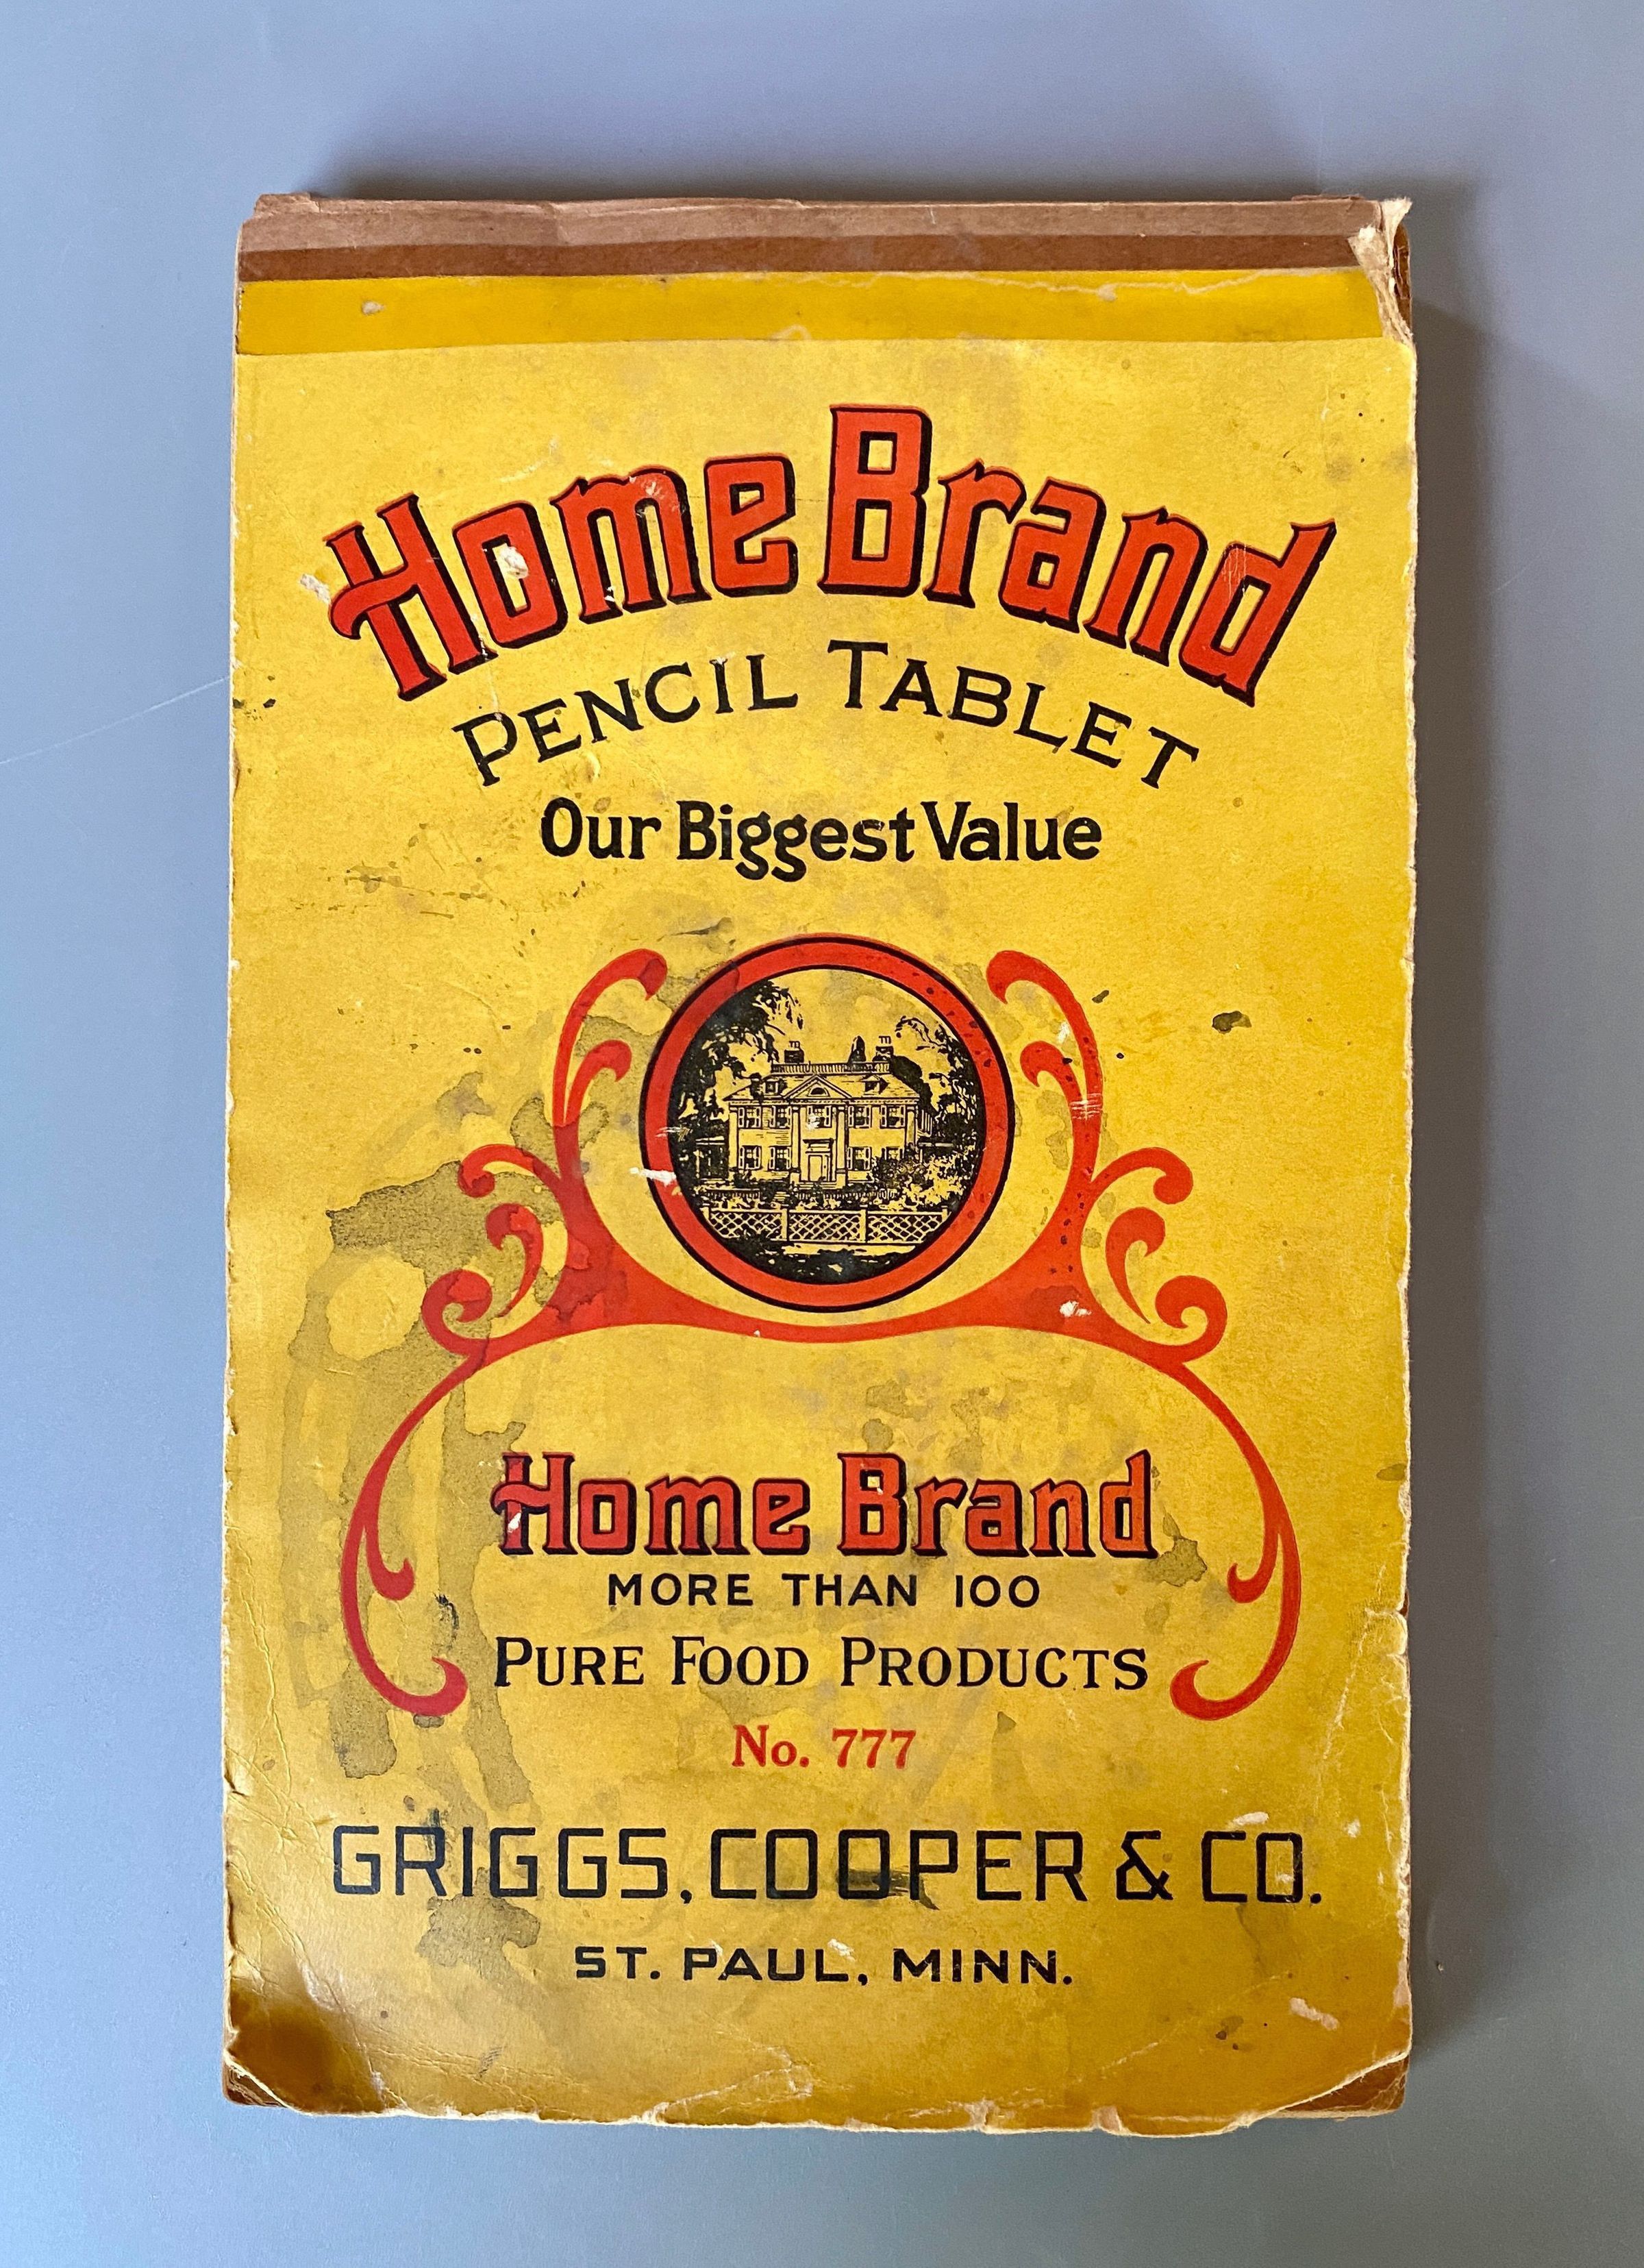 Home Brand
PENCIL TABLET
Our Biggest Value
Home Brand
MORE THAN 100
PURE FOOD PRODUCTS
No. 777
GRIGGS, COOPER & CO.
ST. PAUL, MINN.